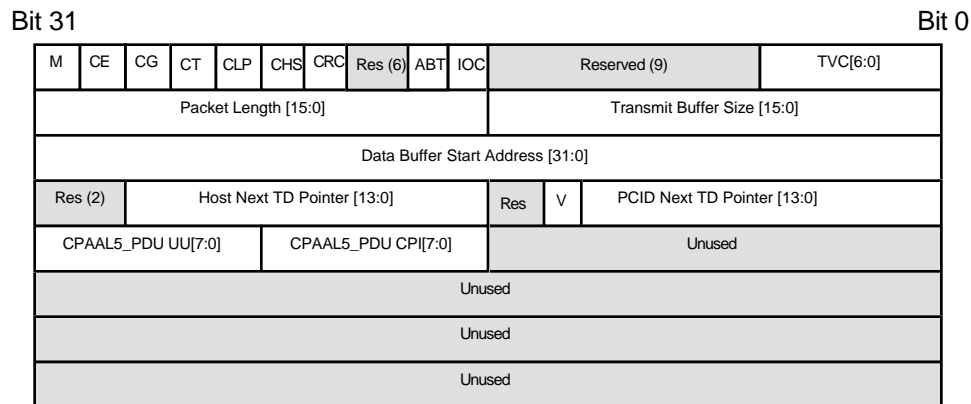 Bit 31 Bit 0
M CE CG CT CLP CHS CRC Res (6) ABT IOC Reserved (9) TVC[6:0]
Packet Length [15:0] Transmit Buffer Size [15:0]
Data Buffer Start Address [31:0]
Res (2) Host Next TD Pointer [13:0] Res V PCID Next TD Pointer [13:0]
CPAAL5_PDU UU[7:0] CPAAL5_PDU CPI[7:0] Unused
Unused
Unused
Unused